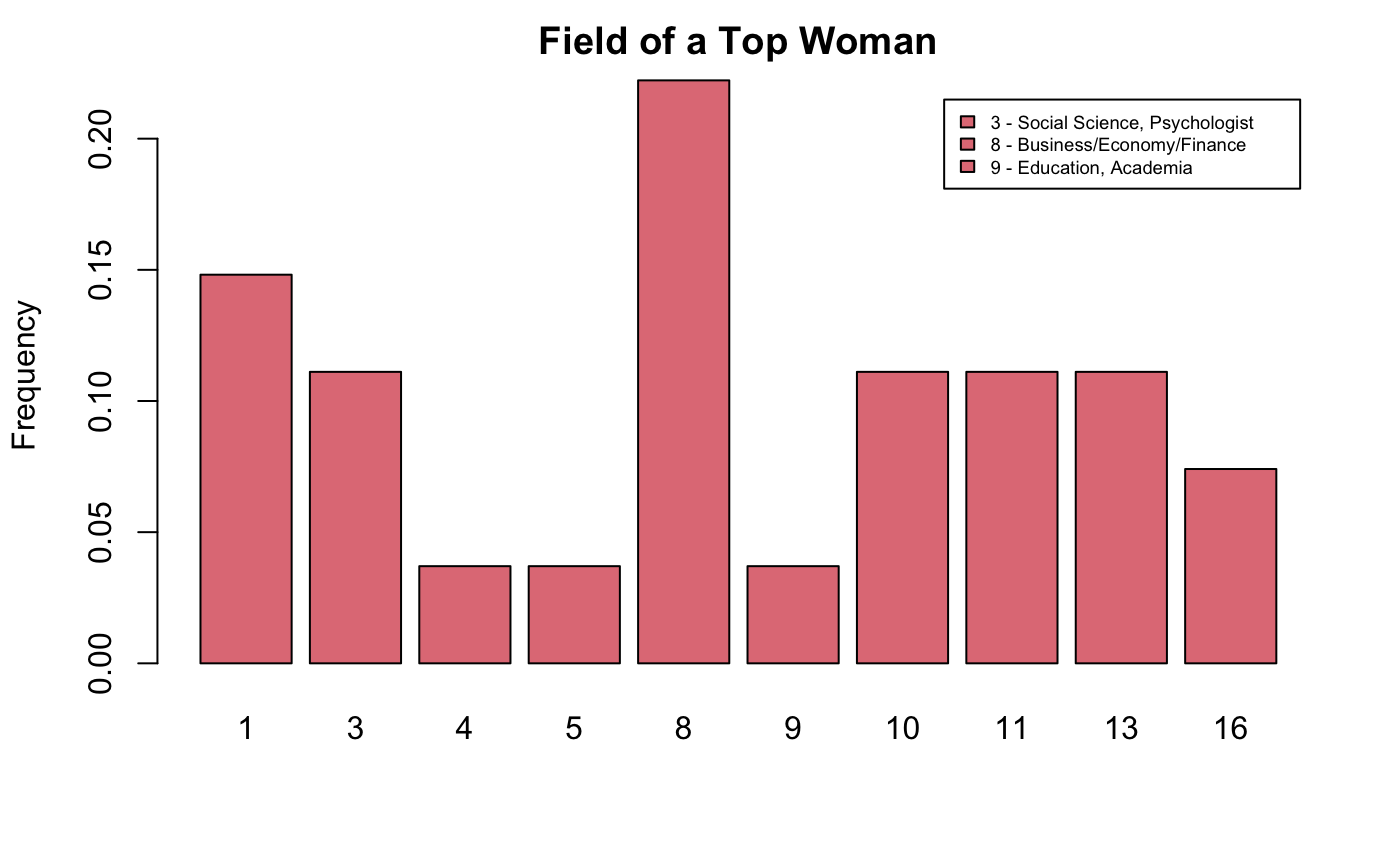 Field of a Top Woman
3 - Social Science, Psychologist
8 - Business/Economy/Finance
9 - Education, Academia
Frequency
0.20
0.15
0.10
0.05
0.00
1 3 4 5 8 9 10 11 13 16